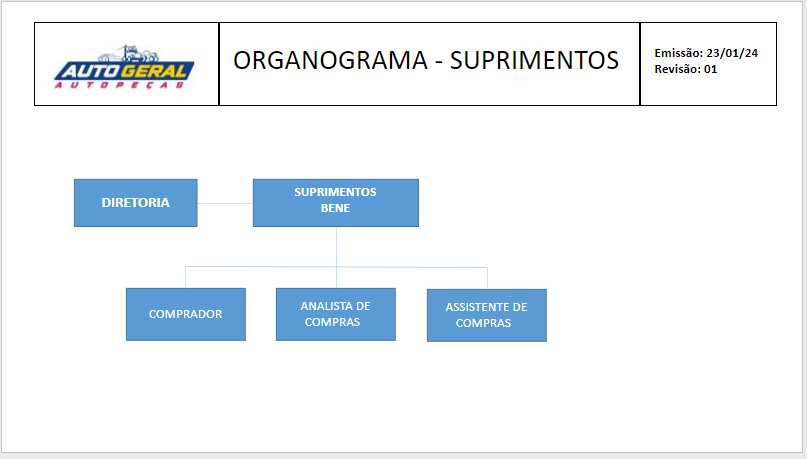 AUTO GERAL
AUTOPEÇAS
ORGANOGRAMA - SUPRIMENTOS
Emissão: 23/01/24
Revisão: 01
DIRETORIA
SUPRIMENTOS
BENE
COMPRADOR
ANALISTA DE
COMPRAS
ASSISTENTE DE
COMPRAS